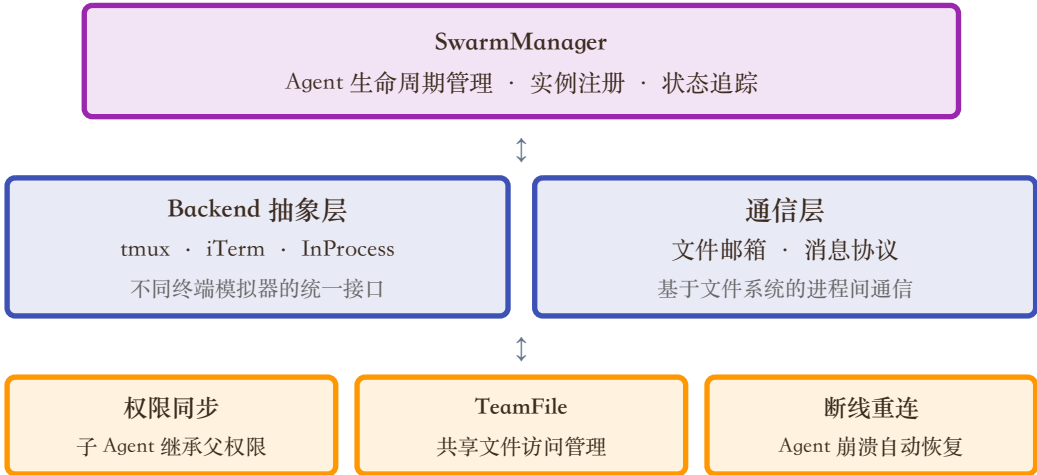 SwarmManager
Agent 生命周期管理 · 实例注册 · 状态追踪
↕
Backend 抽象层
tmux · iTerm · InProcess
不同终端模拟器的统一接口
通信层
文件邮箱 · 消息协议
基于文件系统的进程间通信
↕
权限同步
子 Agent 继承父权限
TeamFile
共享文件访问管理
断线重连
Agent 崩溃自动恢复